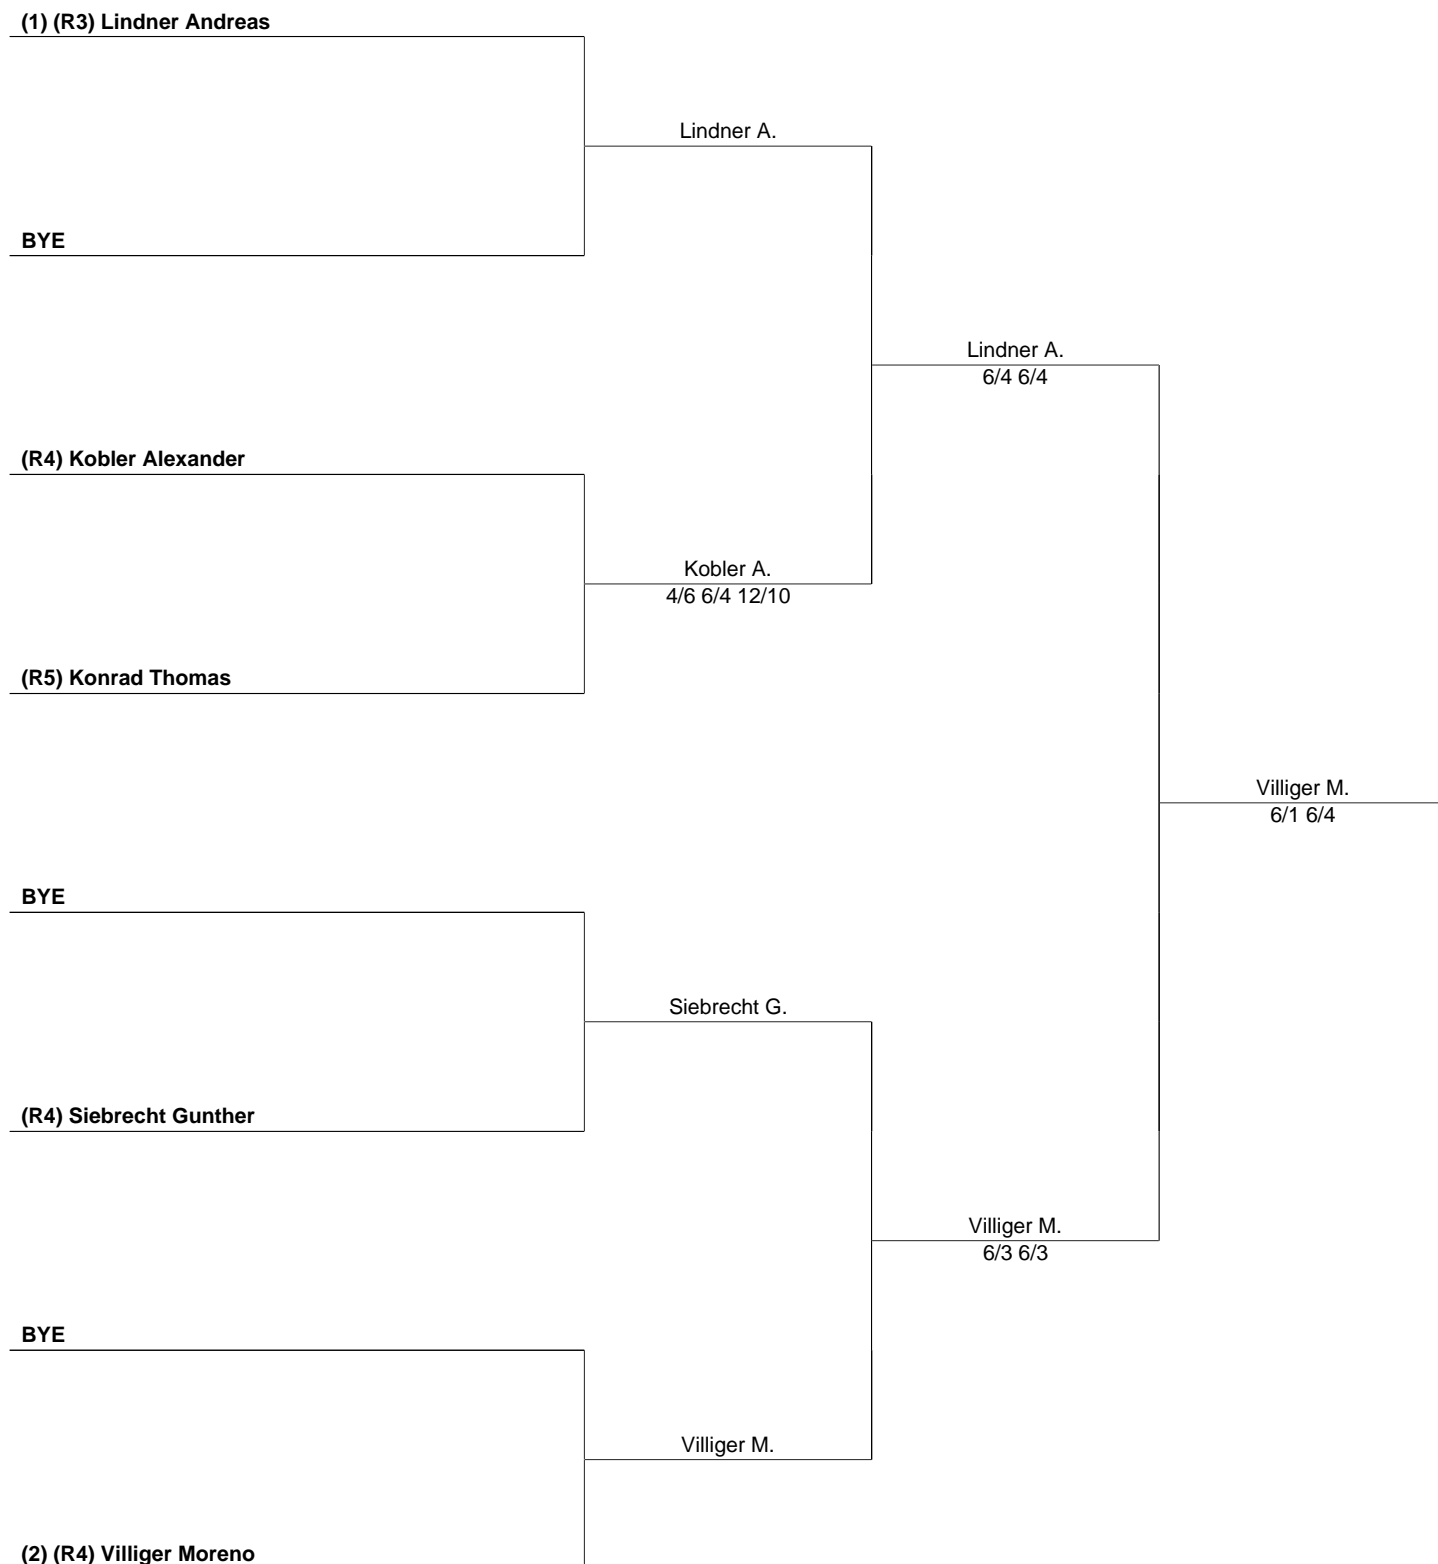 (1) (R3) Lindner Andreas
Lindner A.
BYE
Lindner A.
6/4 6/4
(R4) Kobler Alexander
Kobler A.
4/6 6/4 12/10
(R5) Konrad Thomas
Villiger M.
6/1 6/4
BYE
Siebrecht G.
(R4) Siebrecht Gunther
Villiger M.
6/3 6/3
BYE
Villiger M.
(2) (R4) Villiger Moreno